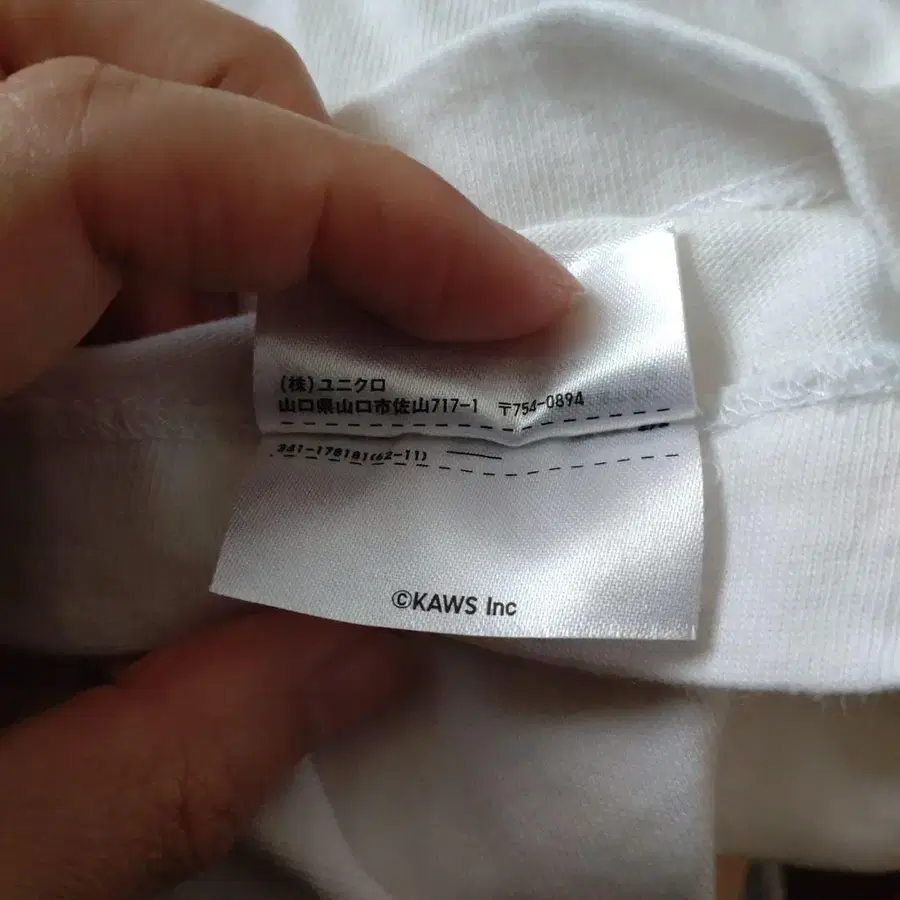 (株)ユニクロ
山口県山口市佐山717-1 〒754-0894
341-178181(62-11)
©KAWS Inc